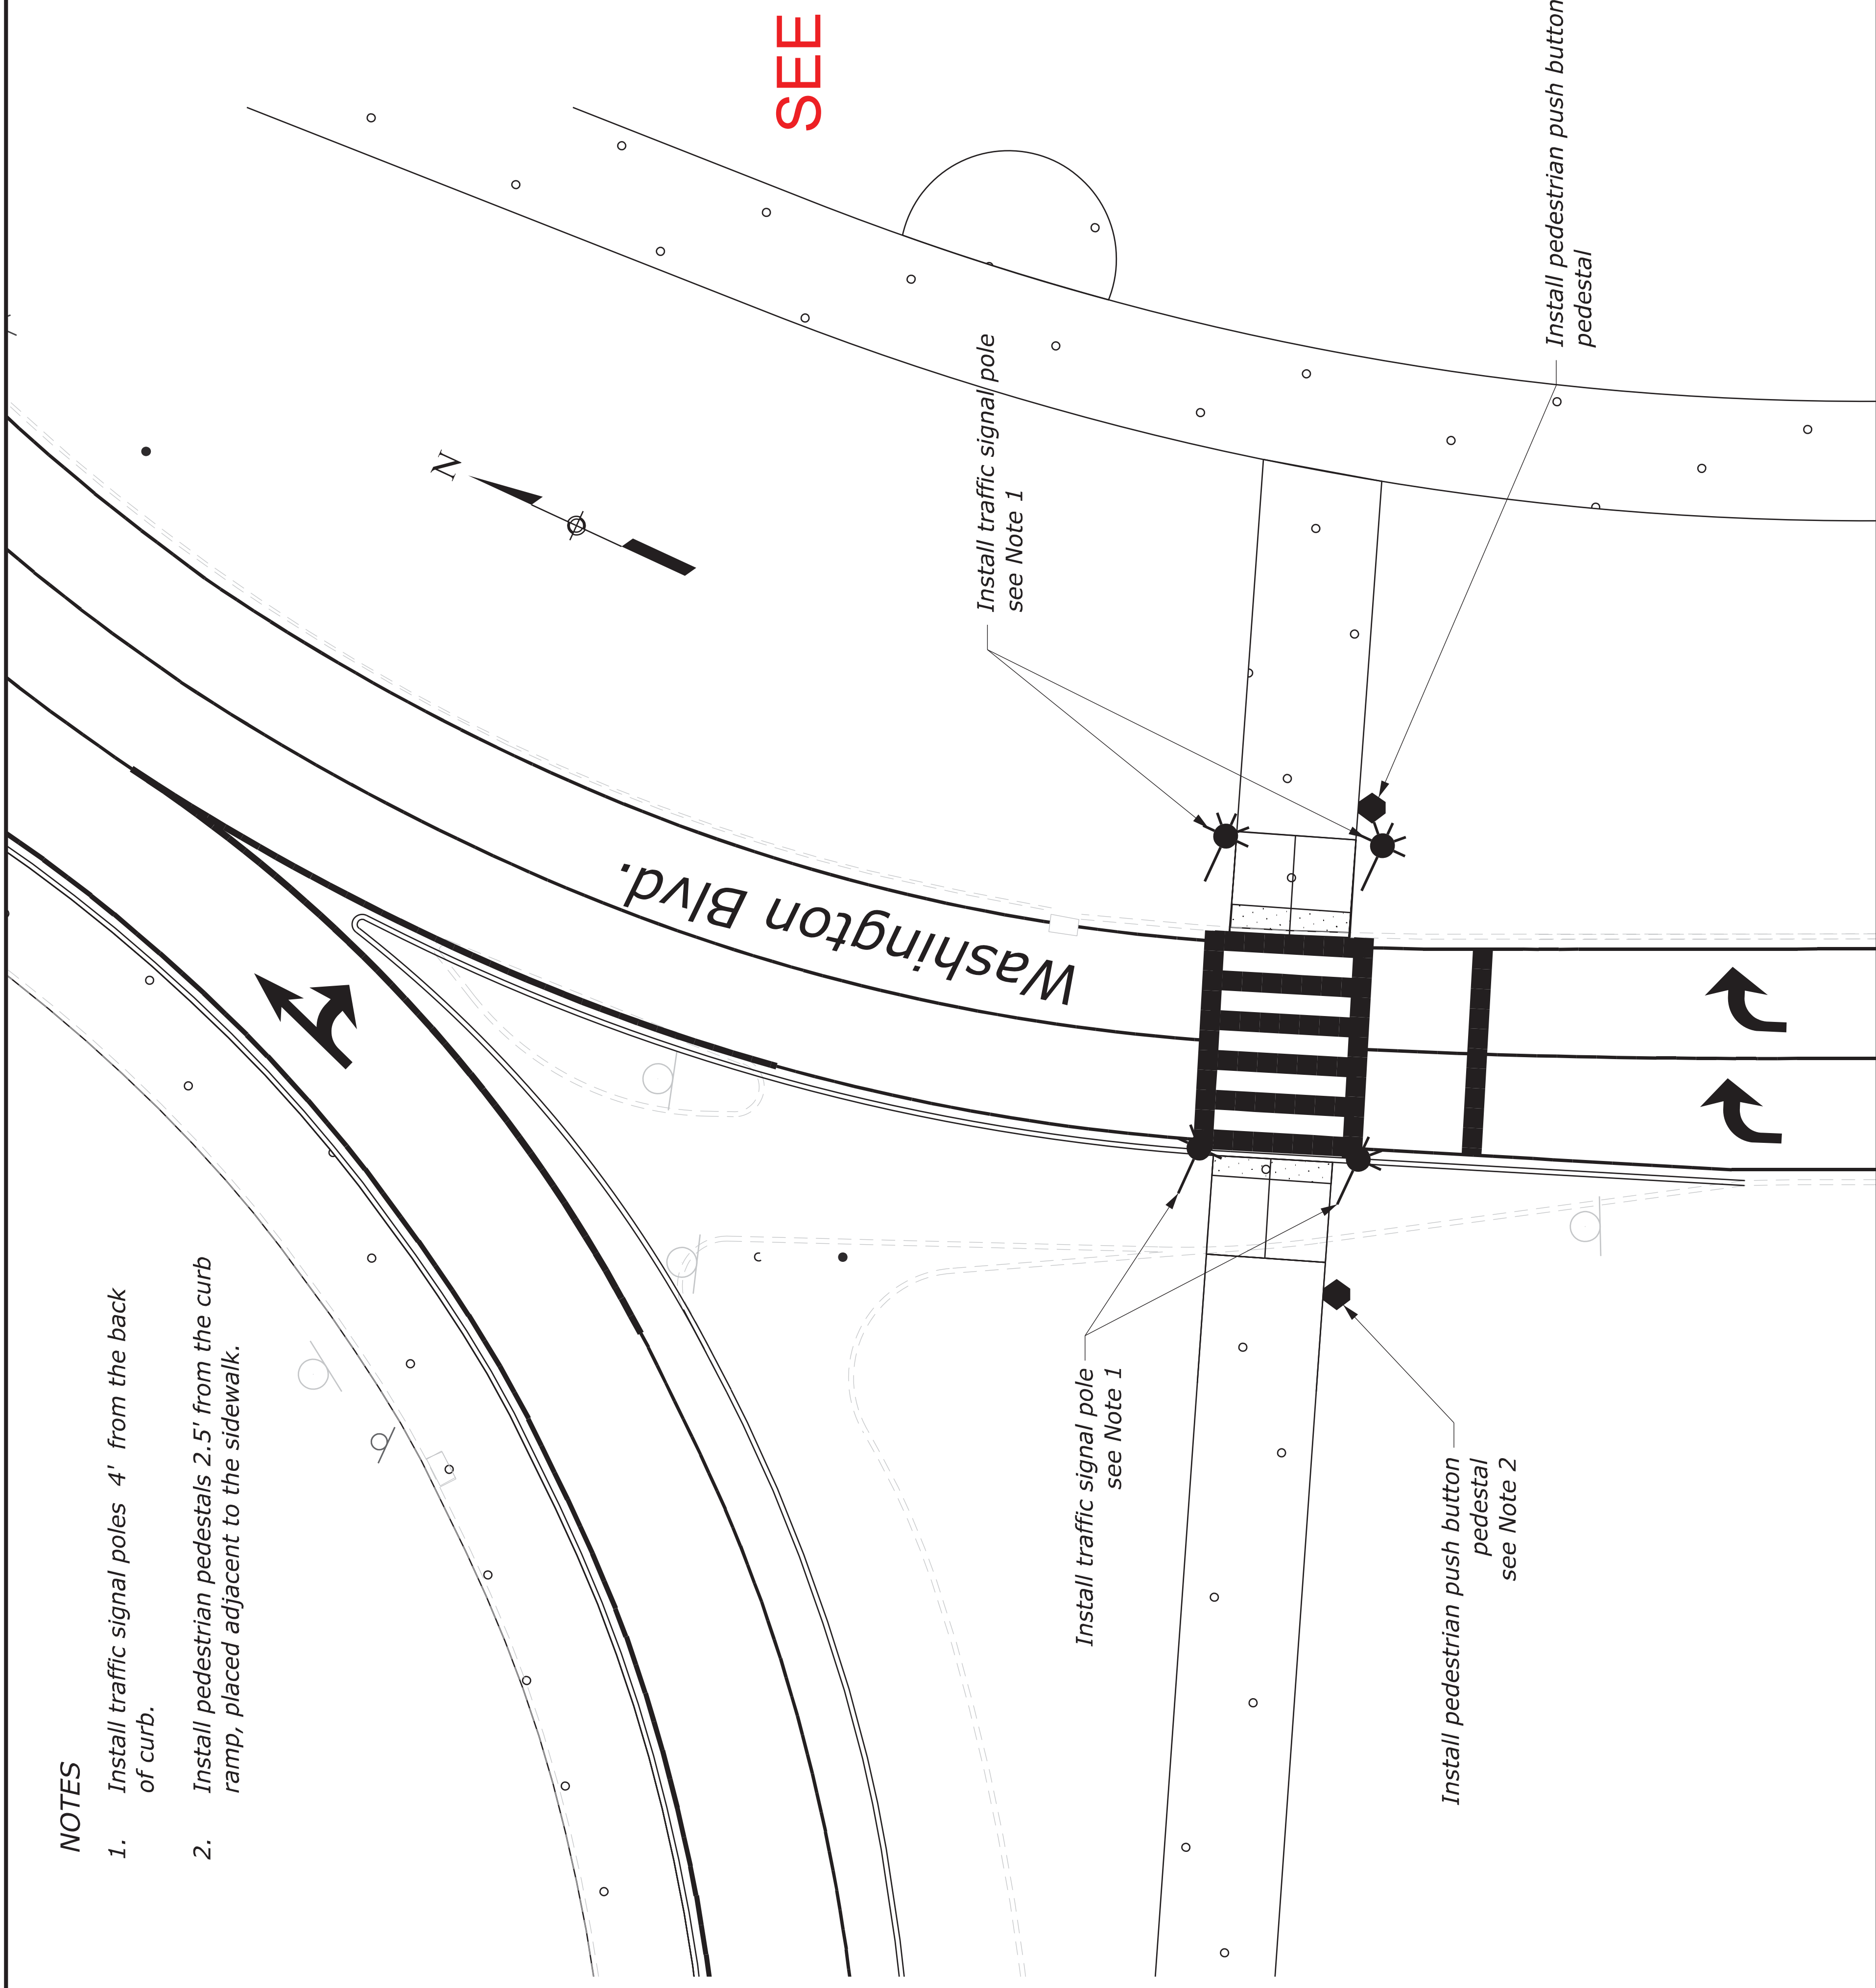 NOTES
1. Install traffic signal poles 4' from the back
of curb.
2. Install pedestrian pedestals 2.5' from the curb
ramp, placed adjacent to the sidewalk.
N
SEE
Washington Blvd.
Install traffic signal pole
see Note 1
Install traffic signal pole
see Note 1
Install pedestrian push button
pedestal
see Note 2
Install pedestrian push button
pedestal